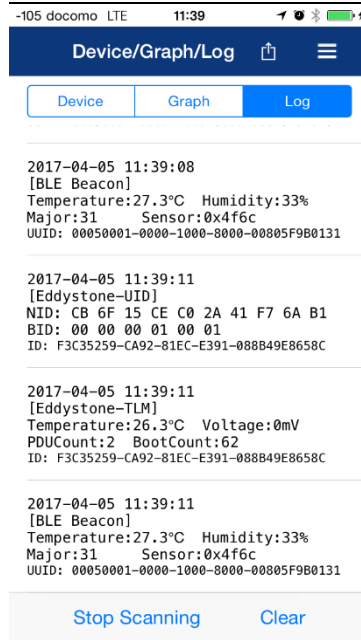 -105 docomo LTE 11:39
Device/Graph/Log
Device Graph Log
2017-04-05 11:39:08
[BLE Beacon]
Temperature:27.3℃ Humidity:33%
Major:31 Sensor:0x4f6c
UUID: 00050001-0000-1000-8000-00805F9B0131
2017-04-05 11:39:11
[Eddystone-UID]
NID: CB 6F 15 CE C0 2A 41 F7 6A B1
BID: 00 00 00 01 00 01
ID: F3C35259-CA92-81EC-E391-088B49E8658C
2017-04-05 11:39:11
[Eddystone-TLM]
Temperature:26.3℃ Voltage:0mV
PDUCount:2 BootCount:62
ID: F3C35259-CA92-81EC-E391-088B49E8658C
2017-04-05 11:39:11
[BLE Beacon]
Temperature:27.3℃ Humidity:33%
Major:31 Sensor:0x4f6c
UUID: 00050001-0000-1000-8000-00805F9B0131
Stop Scanning Clear